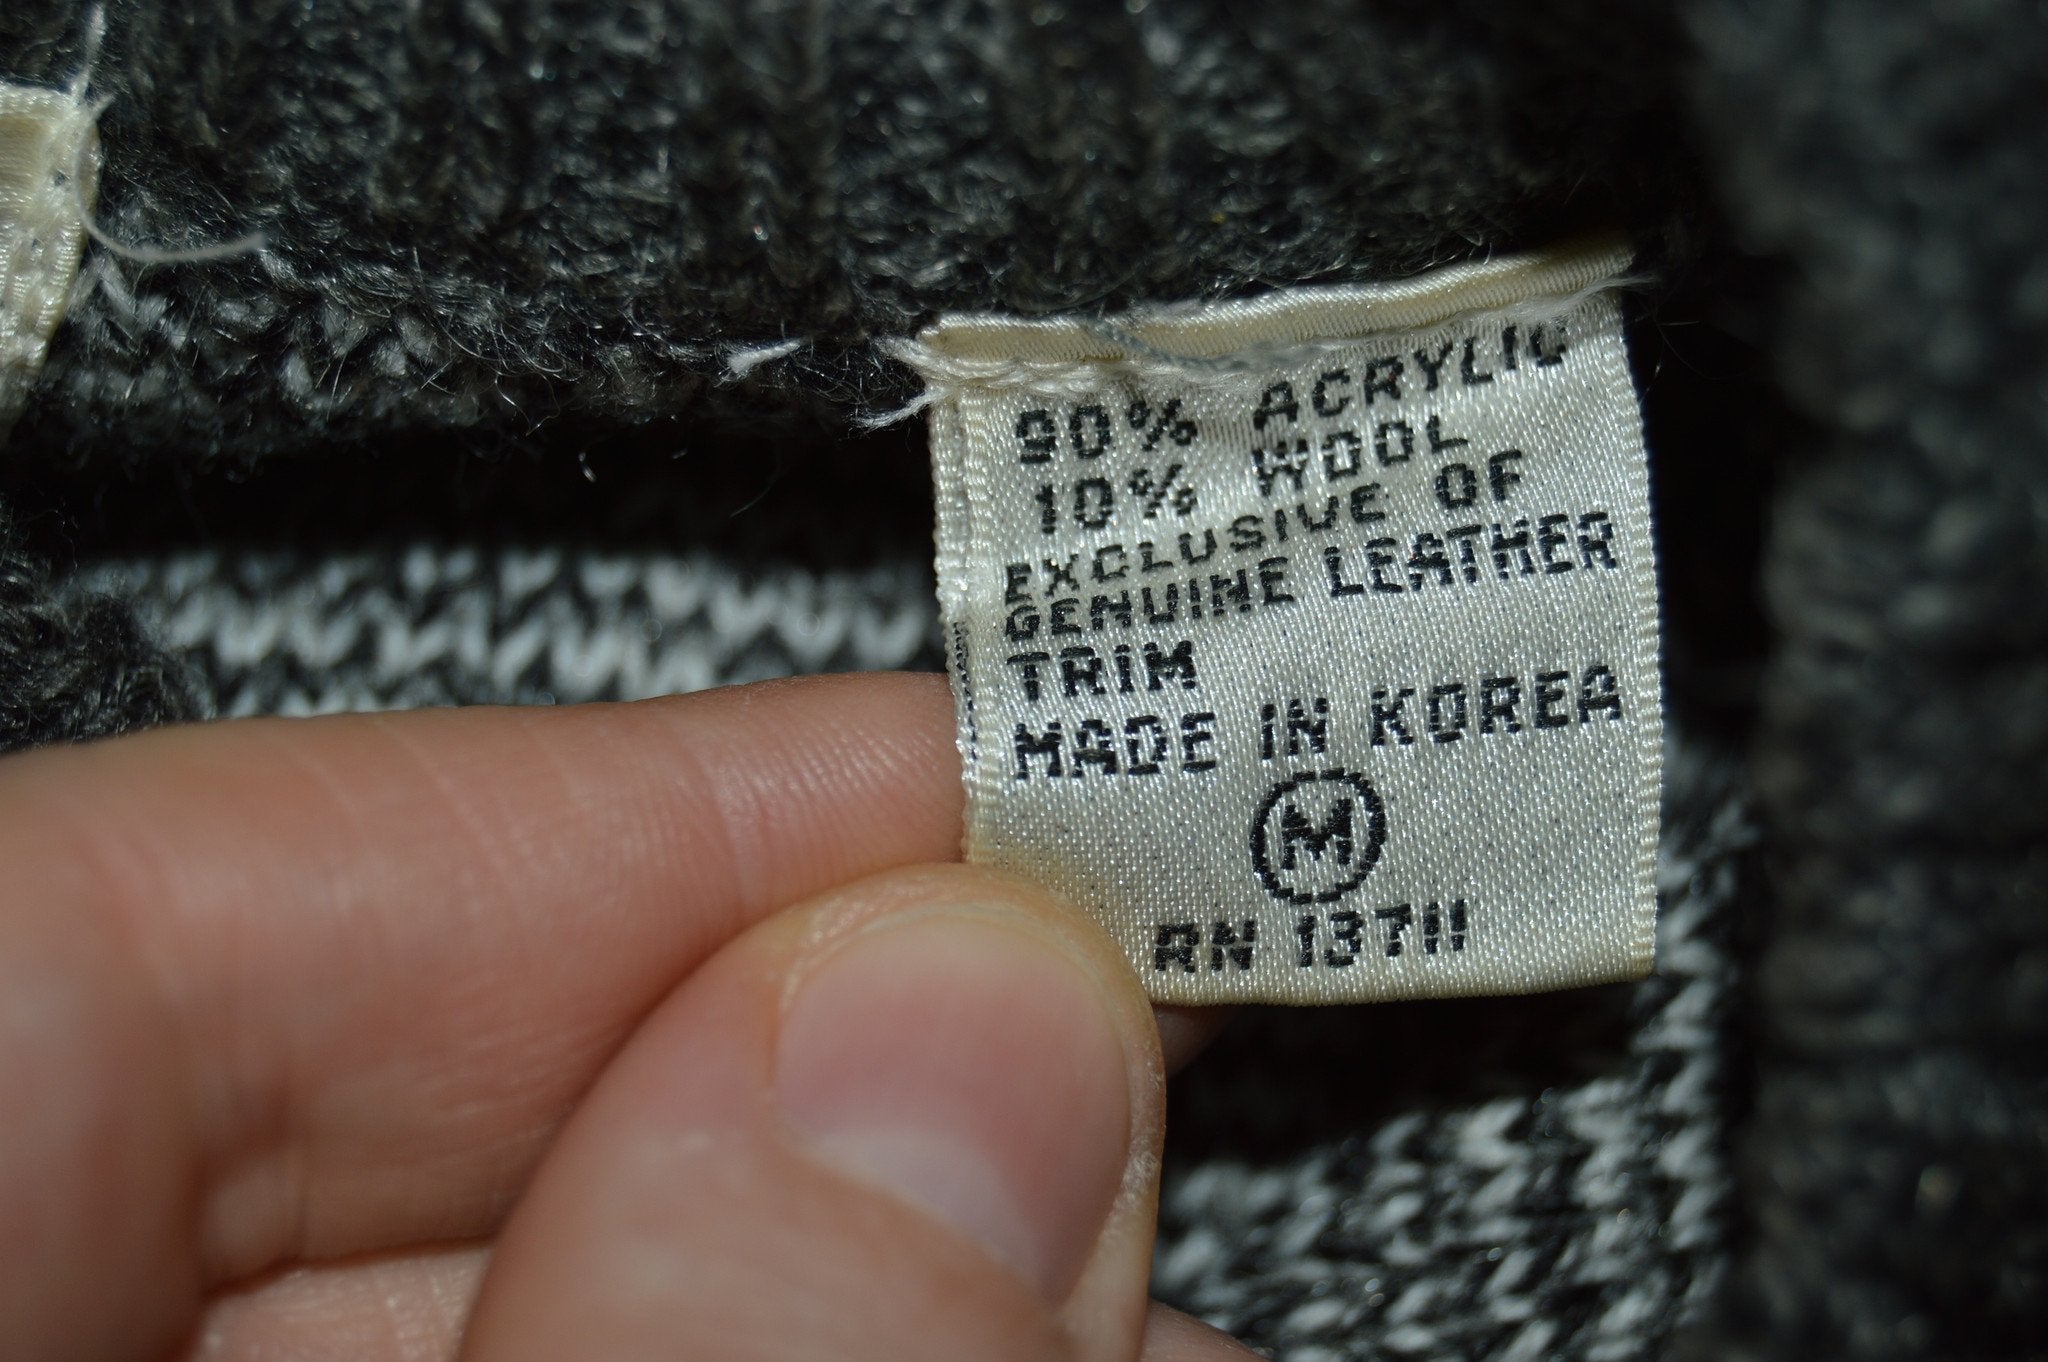 90% ACRYLIC
10% WOOL
EXCLUSIVE OF
GENUINE LEATHER
TRIM
MADE IN KOREA
M
RN 13711